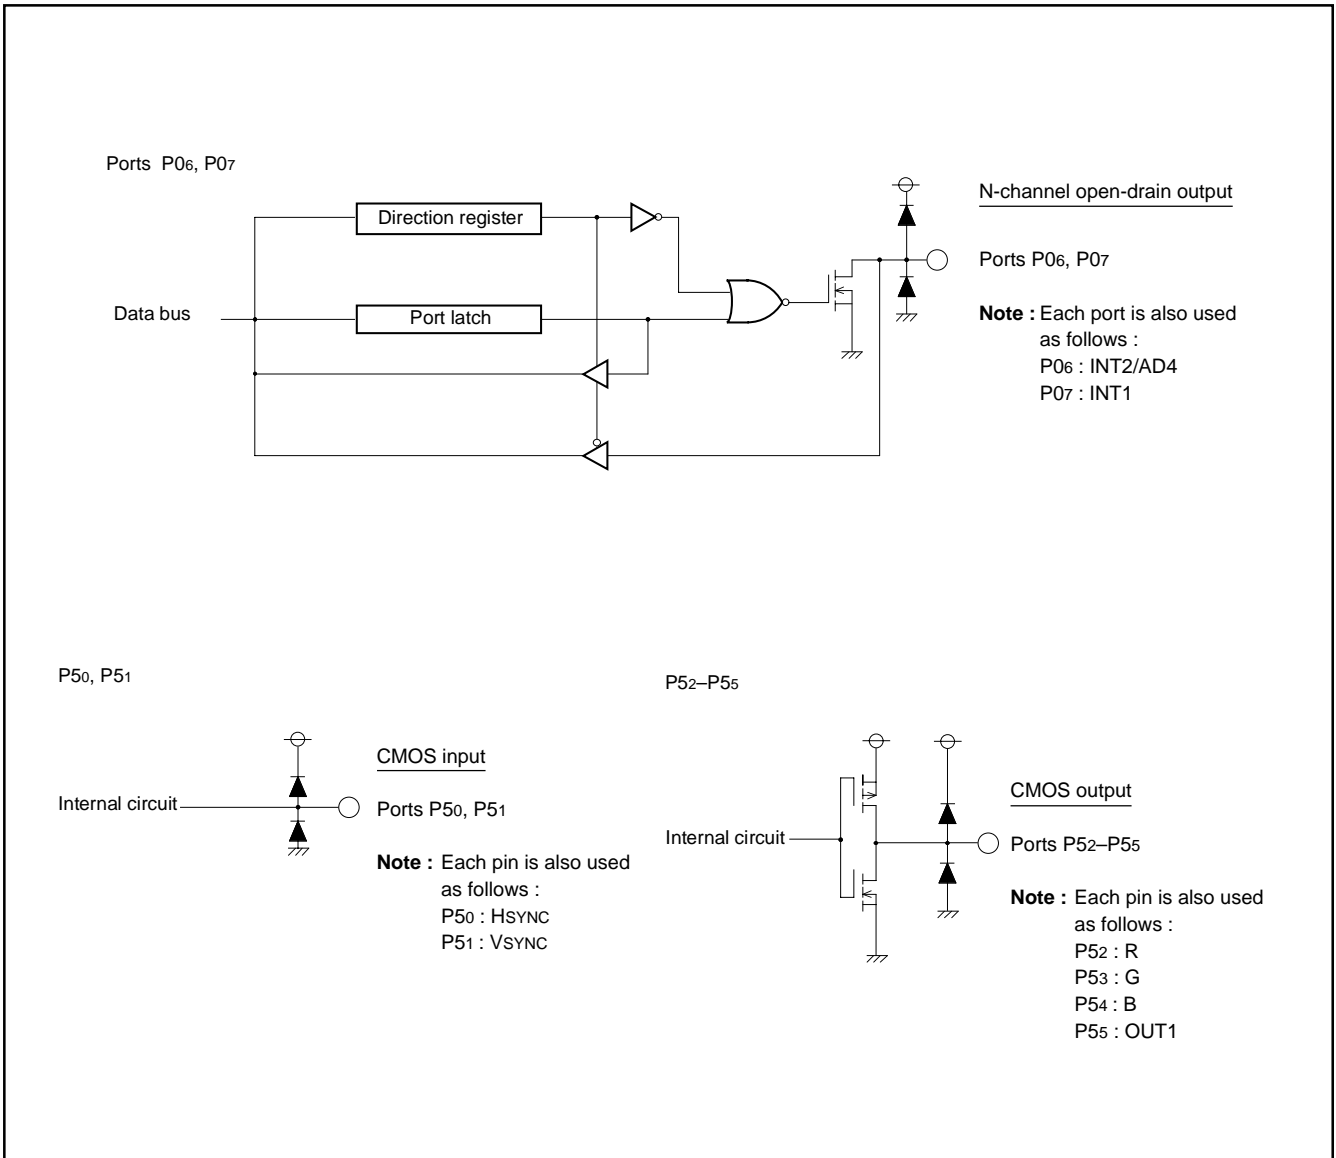 Ports P06, P07
Direction register
Data bus
Port latch
N-channel open-drain output
Ports P06, P07
Note : Each port is also used
as follows :
P06 : INT2/AD4
P07 : INT1
P50, P51
Internal circuit
CMOS input
Ports P50, P51
Note : Each pin is also used
as follows :
P50 : HSYNC
P51 : VSYNC
P52–P55
Internal circuit
CMOS output
Ports P52–P55
Note : Each pin is also used
as follows :
P52 : R
P53 : G
P54 : B
P55 : OUT1